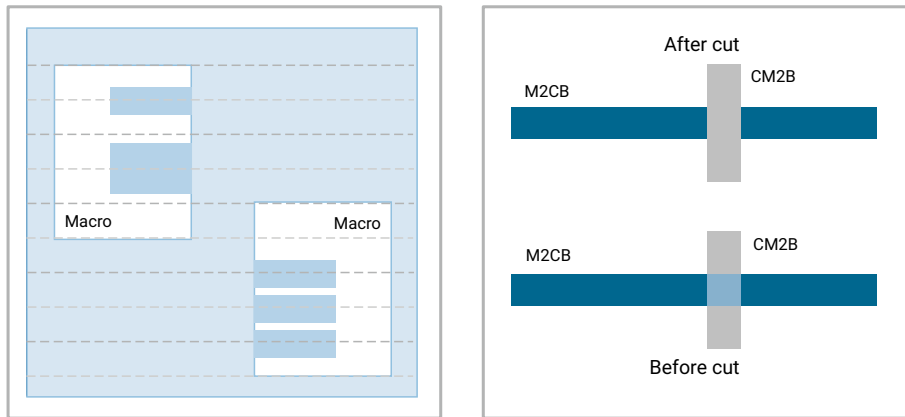 Macro
Macro
After cut
M2CB
CM2B
M2CB
CM2B
Before cut